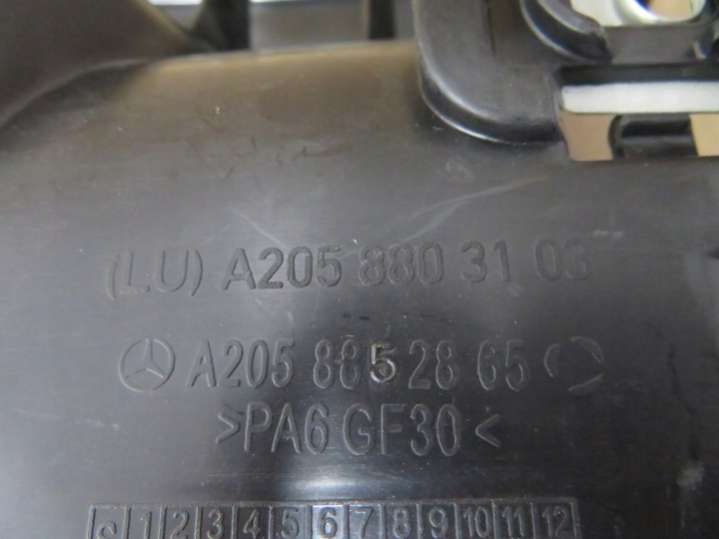 (LU) A205 880 31 03
A205 885 28 65
>PA6 GF30<
1 2 3 4 5 6 7 8 9 10 11 12